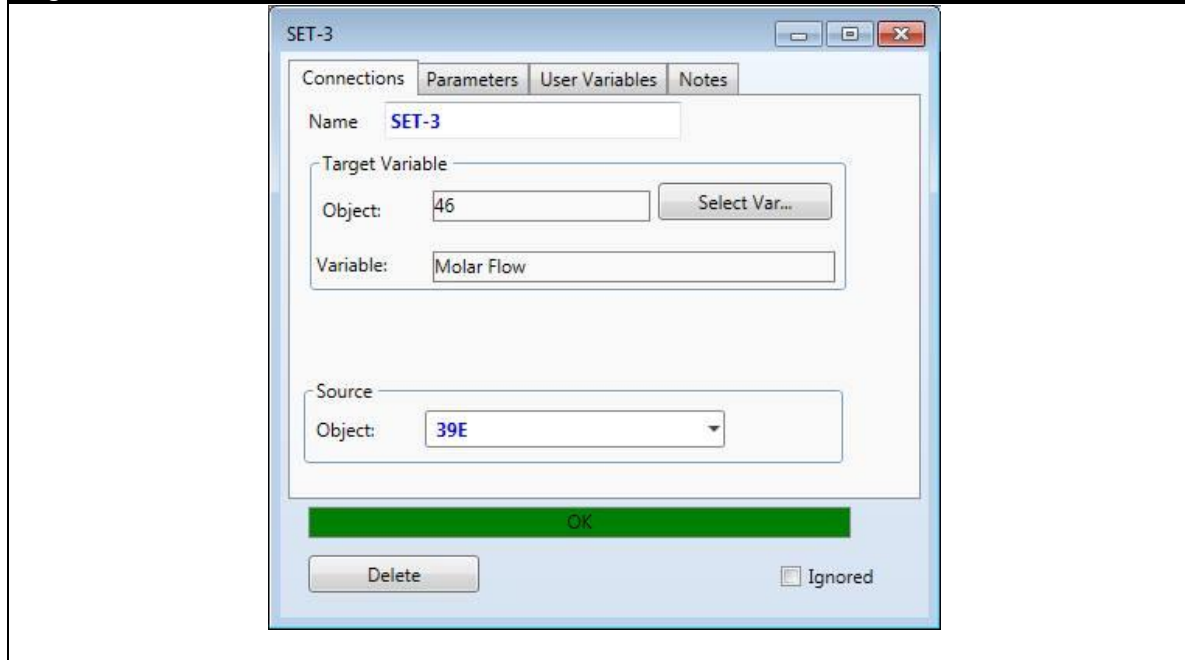 SET-3
Connections Parameters User Variables Notes
Name SET-3
Target Variable
Object: 46 Select Var...
Variable: Molar Flow
Source
Object: 39E
OK
Delete Ignored